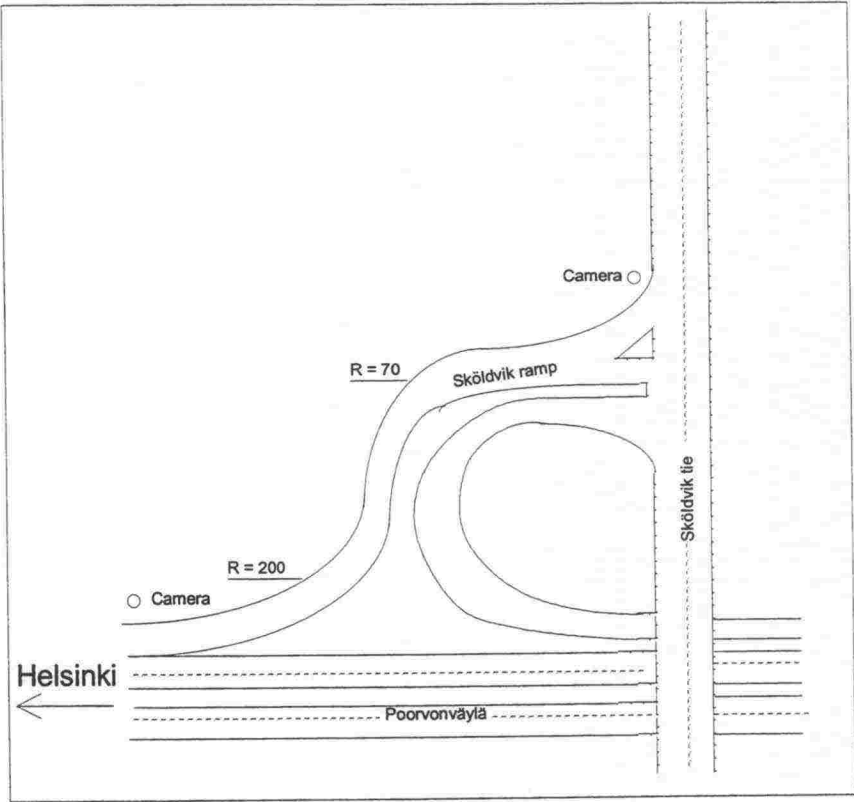 Camera
R = 70
Sköldvik ramp
Sköldvik tie
R = 200
Camera
Helsinki
Poorvonväylä